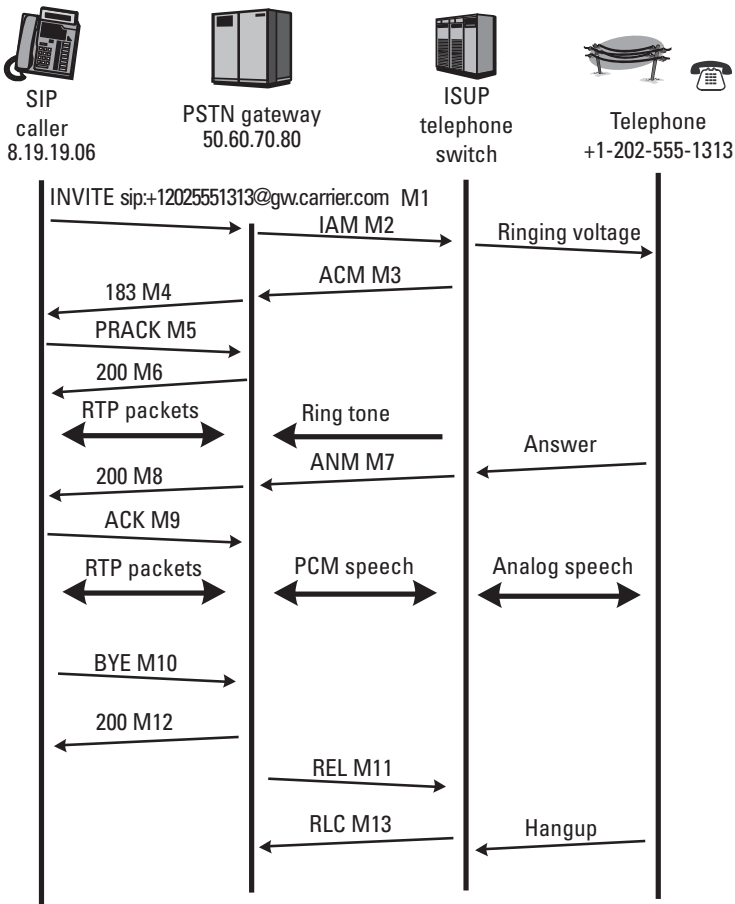 SIP
caller
8.19.19.06
PSTN gateway
50.60.70.80
ISUP
telephone
switch
Telephone
+1-202-555-1313
INVITE sip:+12025551313@gw.carrier.com M1
IAM M2
Ringing voltage
ACM M3
183 M4
PRACK M5
200 M6
RTP packets
Ring tone
Answer
ANM M7
200 M8
ACK M9
RTP packets
PCM speech
Analog speech
BYE M10
200 M12
REL M11
RLC M13
Hangup